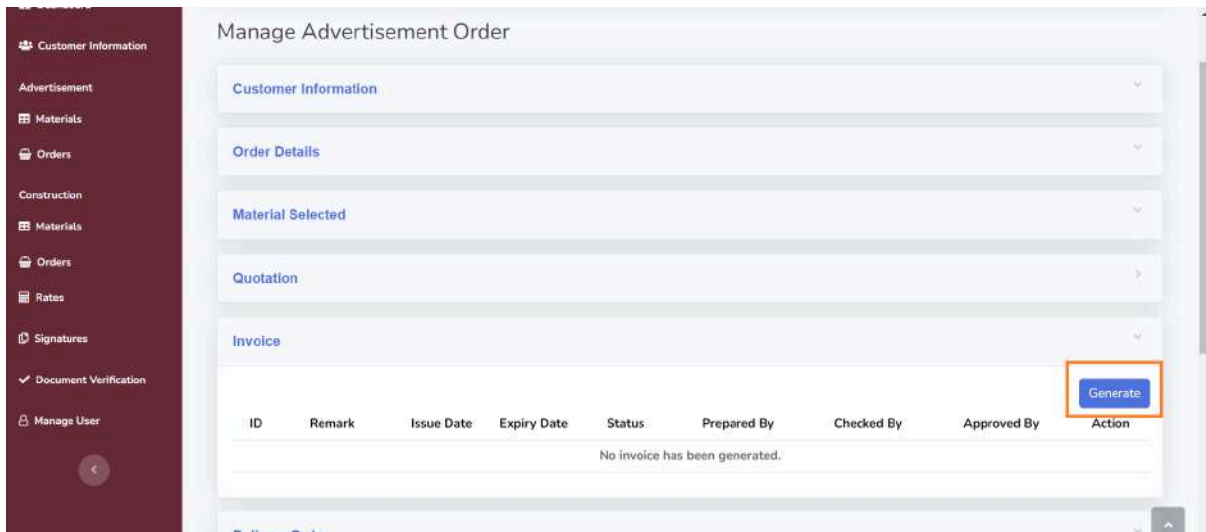 Dashboard
Customer Information
Advertisement
Materials
Orders
Construction
Materials
Orders
Rates
Signatures
Document Verification
Manage User
Manage Advertisement Order
Customer Information
Order Details
Material Selected
Quotation
Invoice
Generate
ID Remark Issue Date Expiry Date Status Prepared By Checked By Approved By Action
No invoice has been generated.